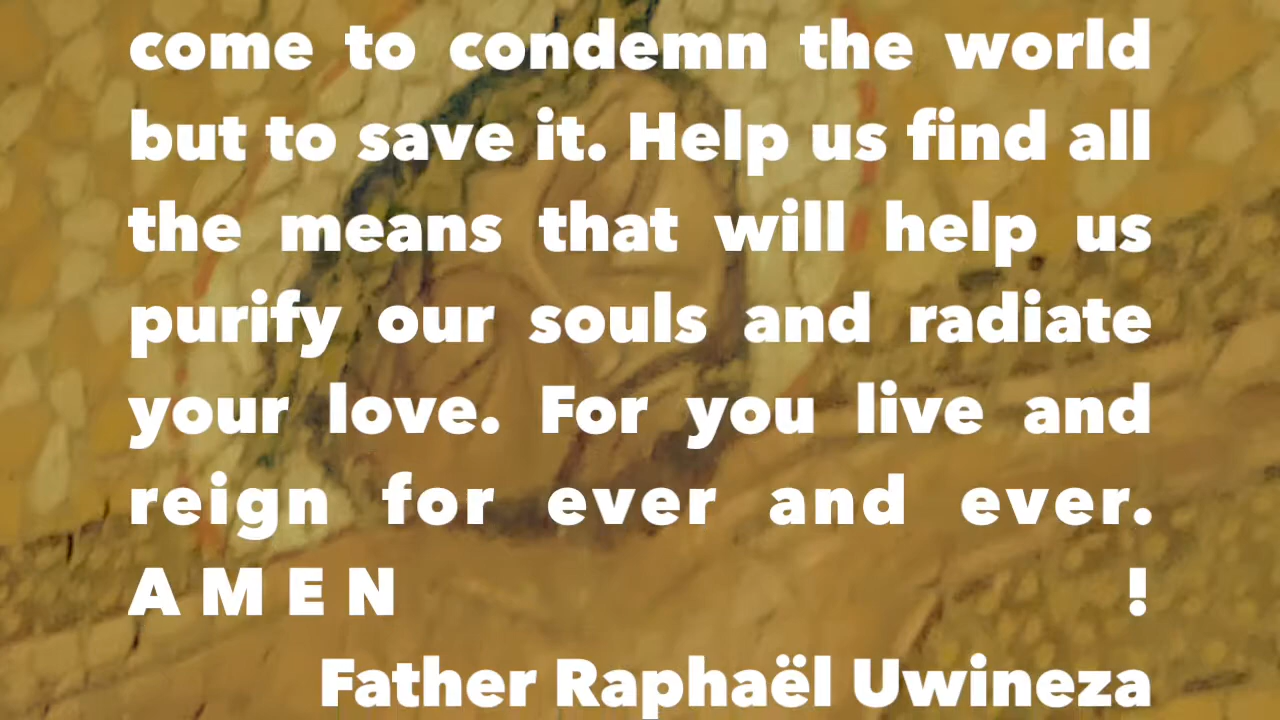 come to condemn the world
but to save it. Help us find all
the means that will help us
purify our souls and radiate
your love. For you live and
reign for ever and ever.
AMEN !
Father Raphaël Uwineza